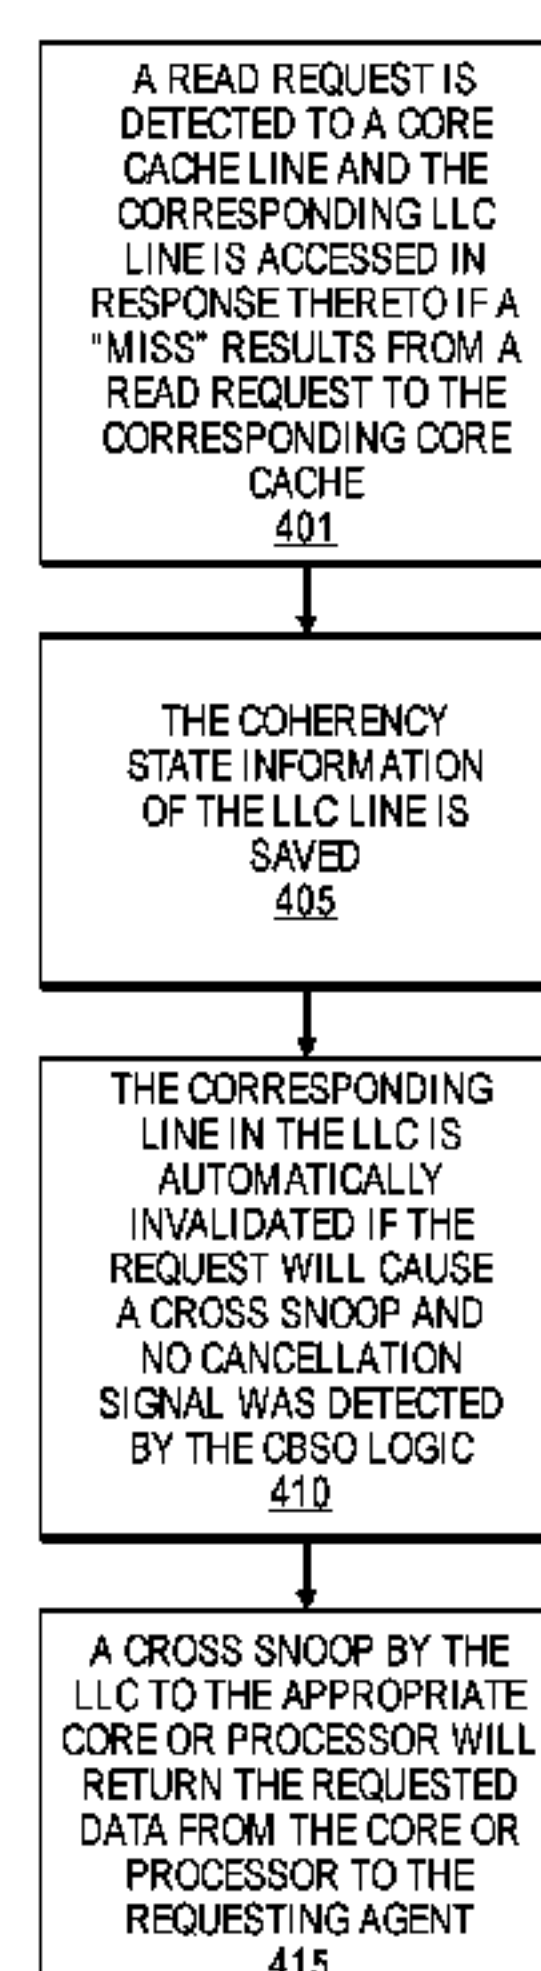 A READ REQUEST IS
DETECTED TO A CORE
CACHE LINE AND THE
CORRESPONDING LLC
LINE IS ACCESSED IN
RESPONSE THERETO IF A
"MISS" RESULTS FROM A
READ REQUEST TO THE
CORRESPONDING CORE
CACHE
401
THE COHERENCY
STATE INFORMATION
OF THE LLC LINE IS
SAVED
405
THE CORRESPONDING
LINE IN THE LLC IS
AUTOMATICALLY
INVALIDATED IF THE
REQUEST WILL CAUSE
A CROSS SNOOP AND
NO CANCELLATION
SIGNAL WAS DETECTED
BY THE CBSO LOGIC
410
A CROSS SNOOP BY THE
LLC TO THE APPROPRIATE
CORE OR PROCESSOR WILL
RETURN THE REQUESTED
DATA FROM THE CORE OR
PROCESSOR TO THE
REQUESTING AGENT
415